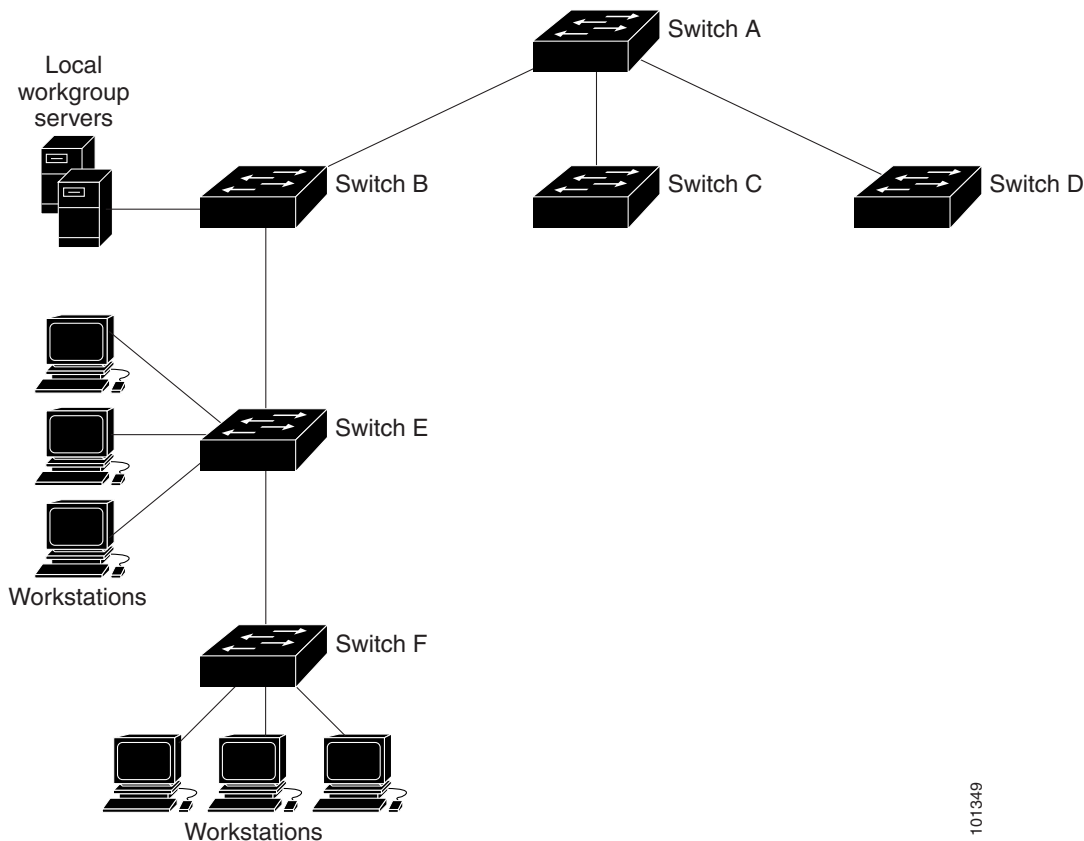 Switch A
Local
workgroup
servers
Switch B
Switch C
Switch D
Switch E
Workstations
Switch F
Workstations
101349